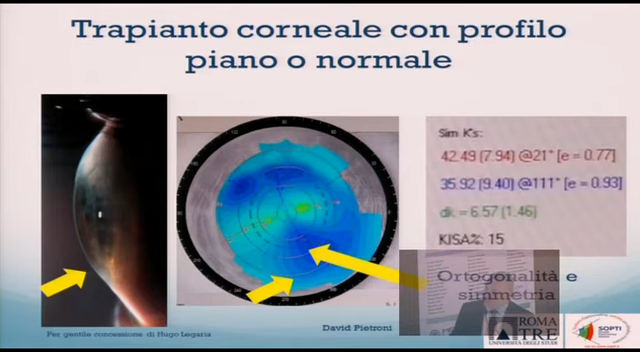 Trapianto corneale con profilo
piano o normale
Sim K's:
42.49 (7.94) @21° [e = 0.77]
35.92 (9.40) @111° [e = 0.93]
dk = 6.57 (1.46)
KISA%: 15
Ortogonalità e
simmetria
David Pietroni
Per gentile concessione di Hugo Legaria
ROMA
TRE
UNIVERSITÀ DEGLI STUDI
SOPTI